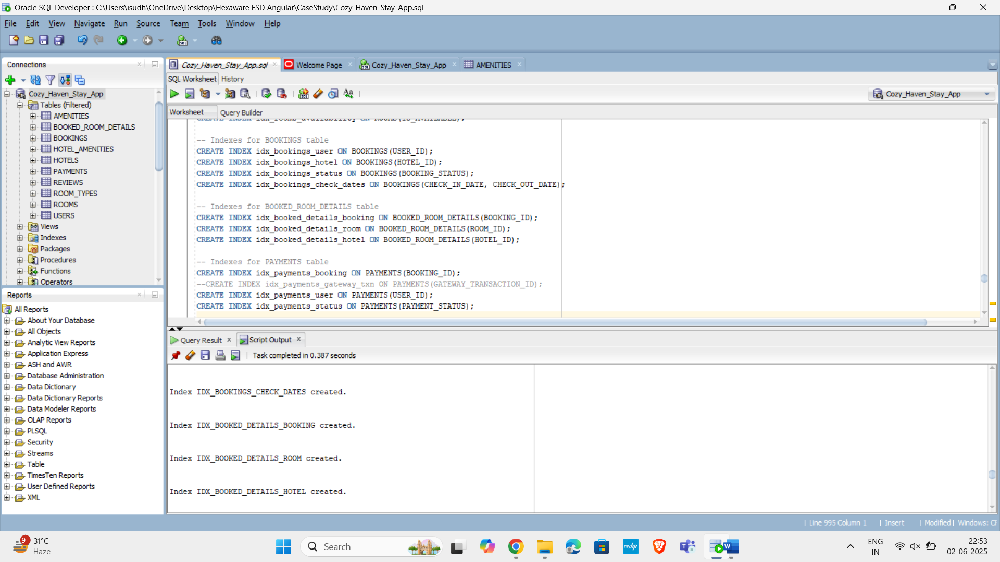 Oracle SQL Developer : C:\Users\isudh\OneDrive\Desktop\Hexaware FSD Angular\CaseStudy\Cozy_Haven_Stay_App.sql
File Edit View Navigate Run Source Team Tools Window Help
Connections
Cozy_Haven_Stay_App
Tables (Filtered)
AMENITIES
BOOKED_ROOM_DETAILS
BOOKINGS
HOTEL_AMENITIES
HOTELS
PAYMENTS
REVIEWS
ROOM_TYPES
ROOMS
USERS
Views
Indexes
Packages
Procedures
Functions
Operators
Reports
All Reports
About Your Database
All Objects
Analytic View Reports
Application Express
ASH and AWR
Database Administration
Data Dictionary
Data Dictionary Reports
Data Modeler Reports
OLAP Reports
PLSQL
Security
Streams
Table
TimesTen Reports
User Defined Reports
XML
Cozy_Haven_Stay_App.sql Welcome Page Cozy_Haven_Stay_App AMENITIES
SQL Worksheet History
Cozy_Haven_Stay_App
Worksheet Query Builder
CREATE INDEX idx_rooms_availability ON ROOMS(IS_AVAILABLE);
-- Indexes for BOOKINGS table
CREATE INDEX idx_bookings_user ON BOOKINGS(USER_ID);
CREATE INDEX idx_bookings_hotel ON BOOKINGS(HOTEL_ID);
CREATE INDEX idx_bookings_status ON BOOKINGS(BOOKING_STATUS);
CREATE INDEX idx_bookings_check_dates ON BOOKINGS(CHECK_IN_DATE, CHECK_OUT_DATE);
-- Indexes for BOOKED_ROOM_DETAILS table
CREATE INDEX idx_booked_details_booking ON BOOKED_ROOM_DETAILS(BOOKING_ID);
CREATE INDEX idx_booked_details_room ON BOOKED_ROOM_DETAILS(ROOM_ID);
CREATE INDEX idx_booked_details_hotel ON BOOKED_ROOM_DETAILS(HOTEL_ID);
-- Indexes for PAYMENTS table
CREATE INDEX idx_payments_booking ON PAYMENTS(BOOKING_ID);
--CREATE INDEX idx_payments_gateway_txn ON PAYMENTS(GATEWAY_TRANSACTION_ID);
CREATE INDEX idx_payments_user ON PAYMENTS(USER_ID);
CREATE INDEX idx_payments_status ON PAYMENTS(PAYMENT_STATUS);
Query Result Script Output
Task completed in 0.387 seconds
Index IDX_BOOKINGS_CHECK_DATES created.
Index IDX_BOOKED_DETAILS_BOOKING created.
Index IDX_BOOKED_DETAILS_ROOM created.
Index IDX_BOOKED_DETAILS_HOTEL created.
Line 995 Column 1 | Insert | Modified | Windows:
9+ 31°C
Haze
Search
myhp
ENG
IN
22:53
02-06-2025